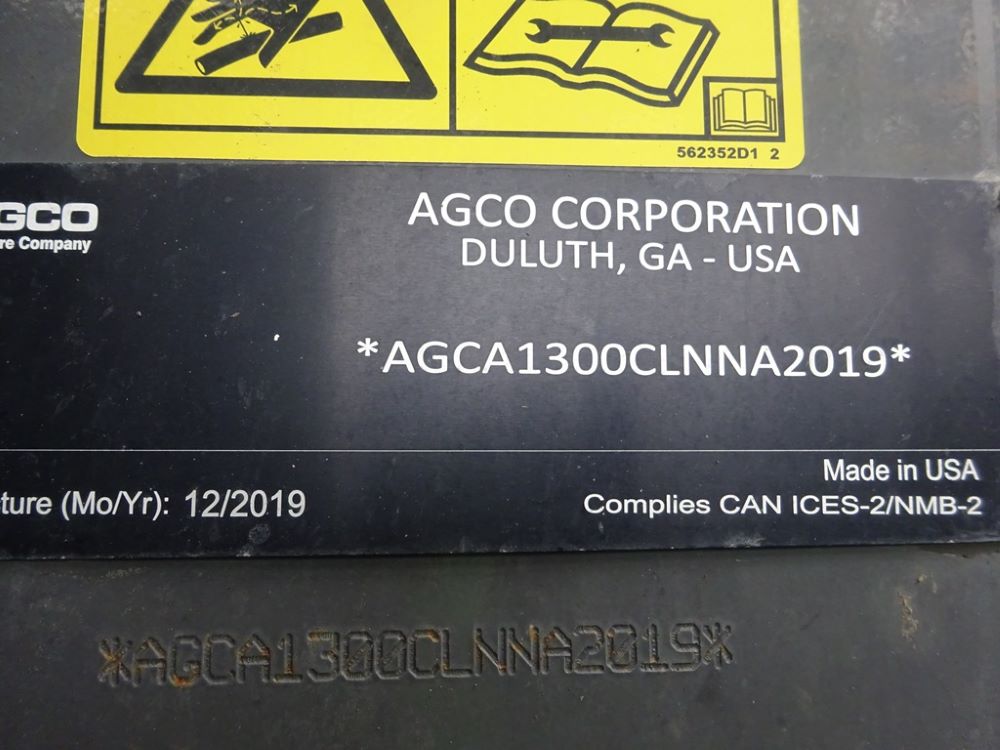 562352D1 2
GCO
re Company
AGCO CORPORATION
DULUTH, GA - USA
*AGCA1300CLNNA2019*
Made in USA
cture (Mo/Yr): 12/2019
Complies CAN ICES-2/NMB-2
*AGCA1300CLNNA2019*